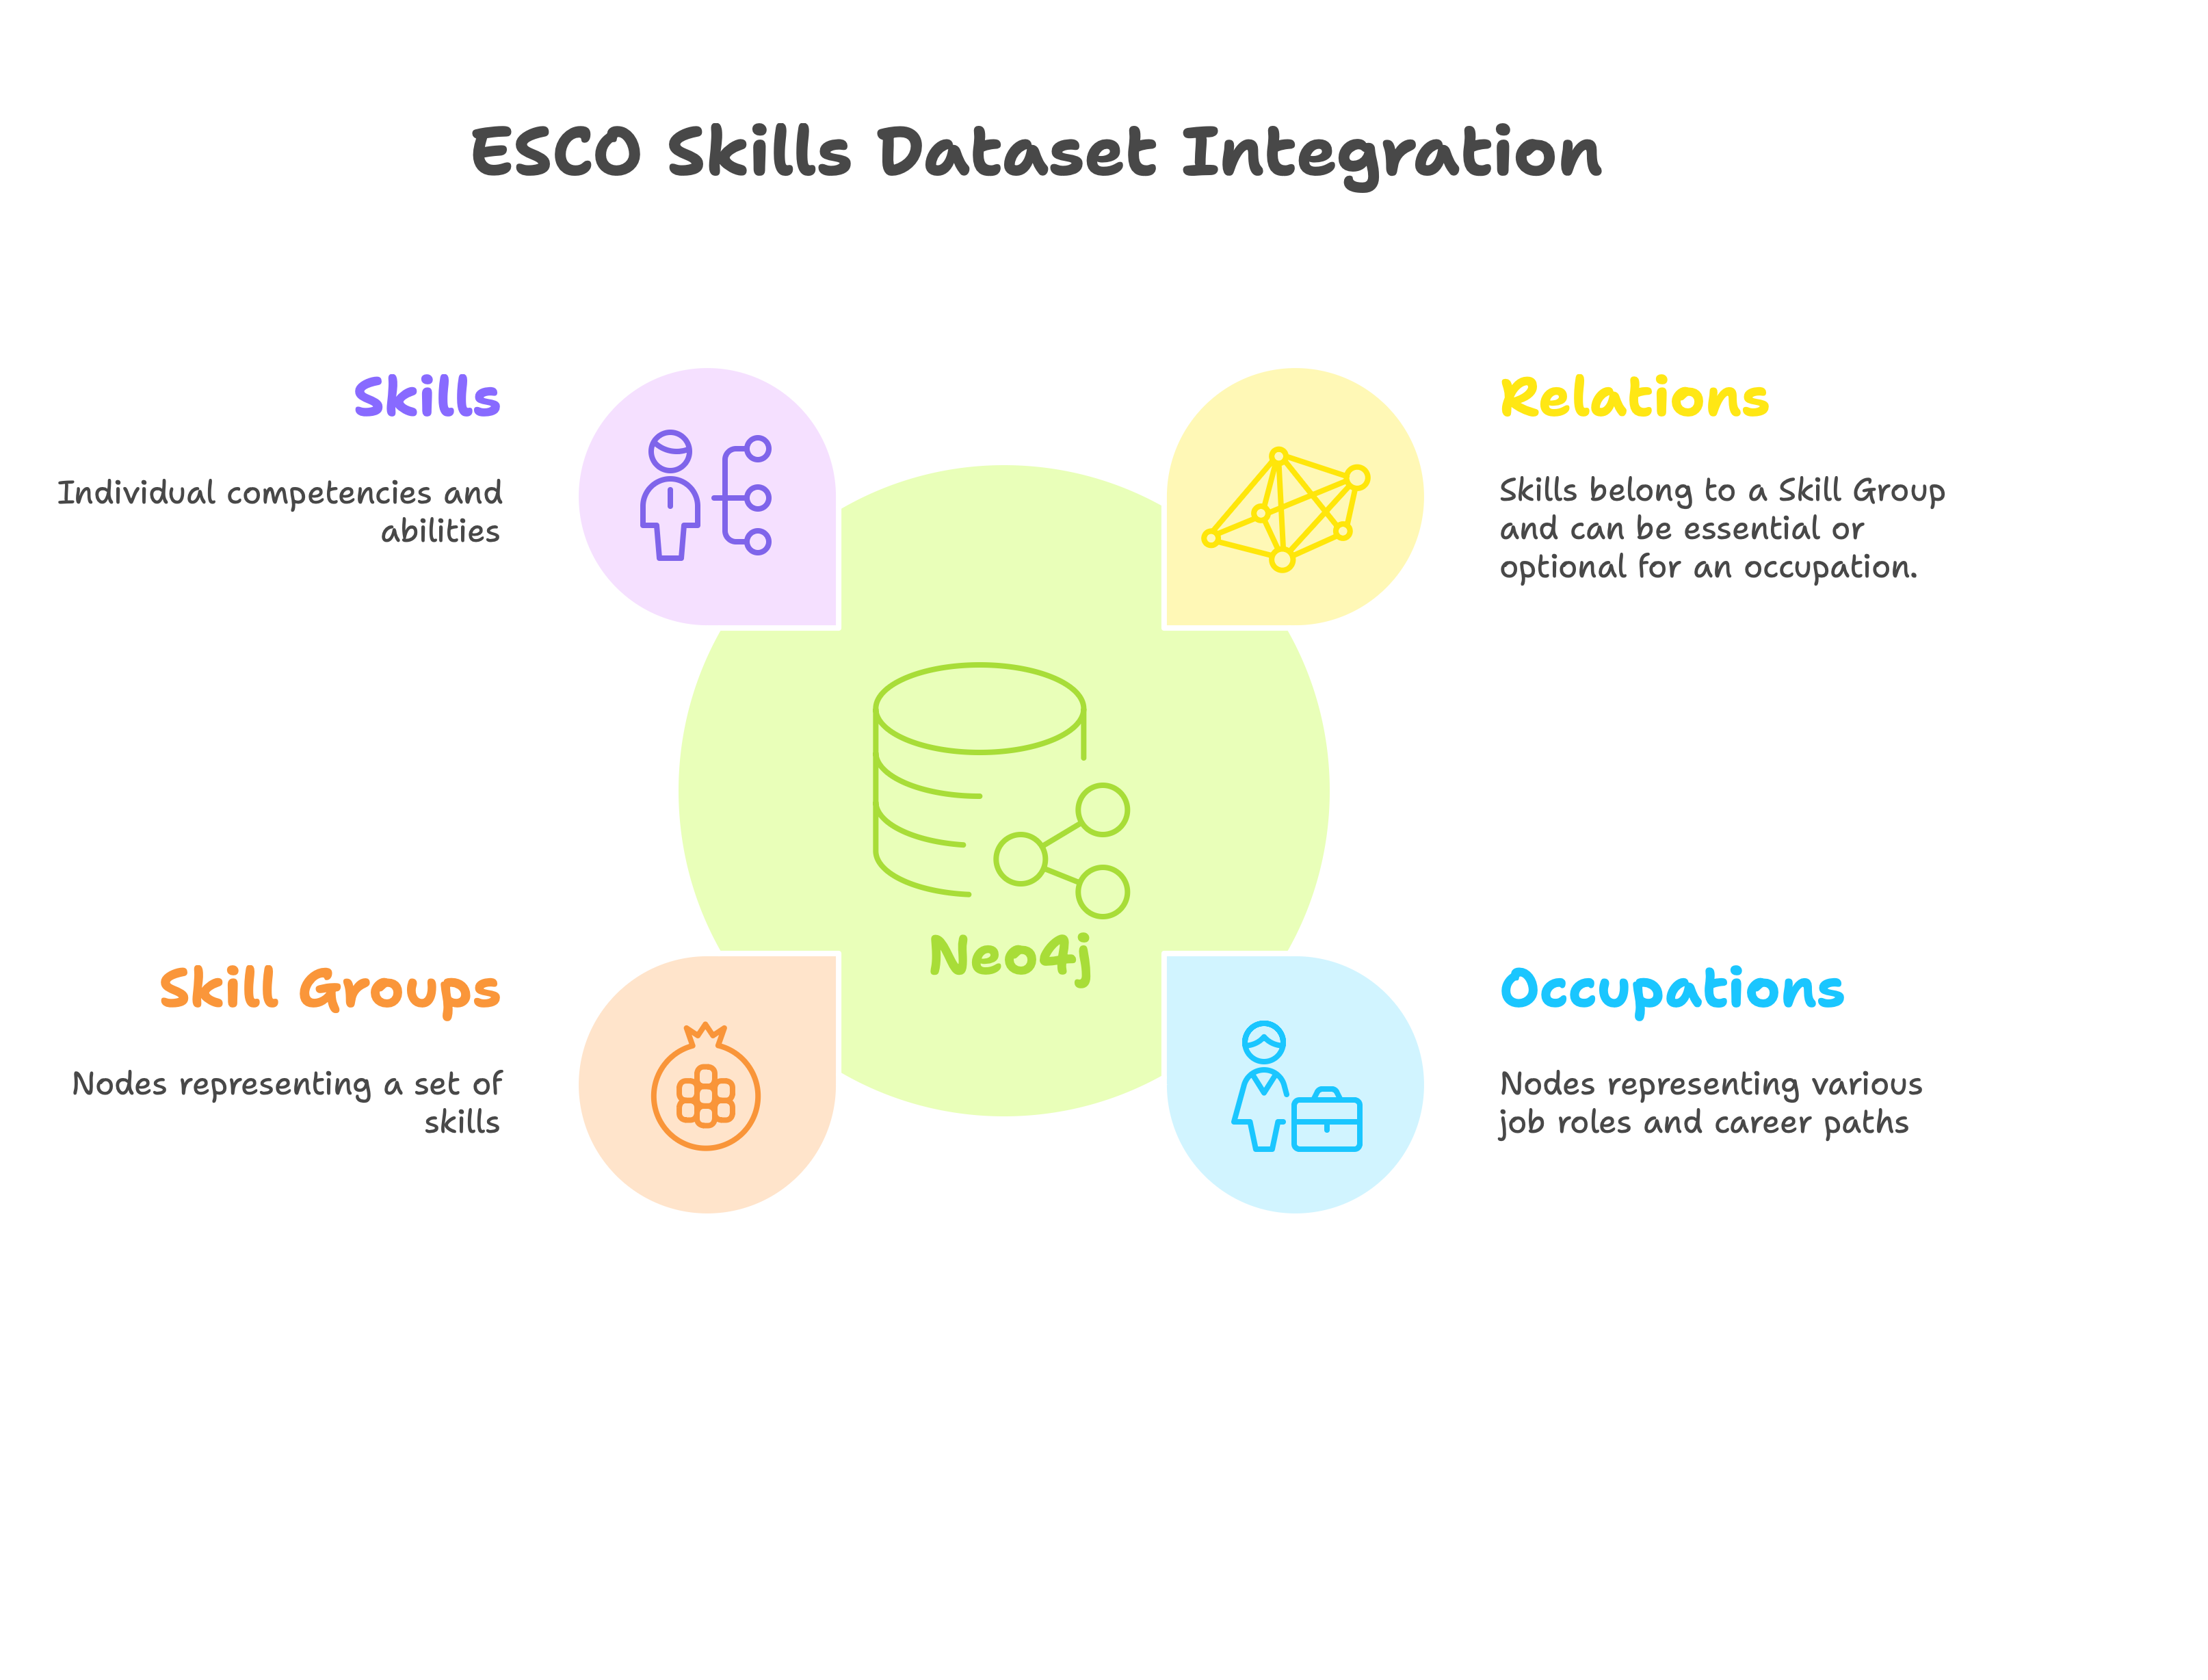 ESCO Skills Dataset Integration
Skills
Individual competencies and
abilities
Relations
Skills belong to a Skill Group
and can be essential or
optional for an occupation.
Neo4j
Skill Groups
Nodes representing a set of
skills
Occupations
Nodes representing various
job roles and career paths